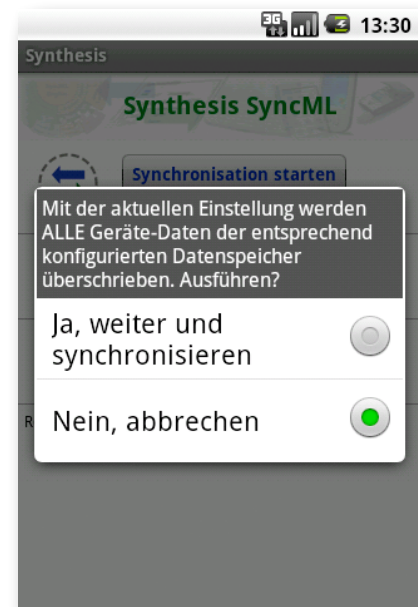 3G 13:30
Synthesis
Synthesis SyncML
Synchronisation starten
Mit der aktuellen Einstellung werden
ALLE Geräte-Daten der entsprechend
konfigurierten Datenspeicher
überschrieben. Ausführen?
Ja, weiter und
synchronisieren
Nein, abbrechen